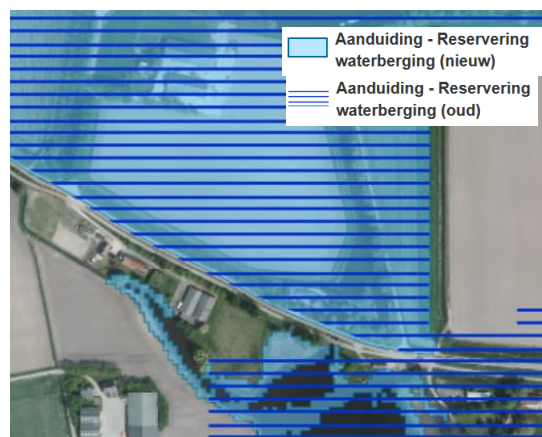 Aanduiding - Reservering
waterberging (nieuw)
Aanduiding - Reservering
waterberging (oud)